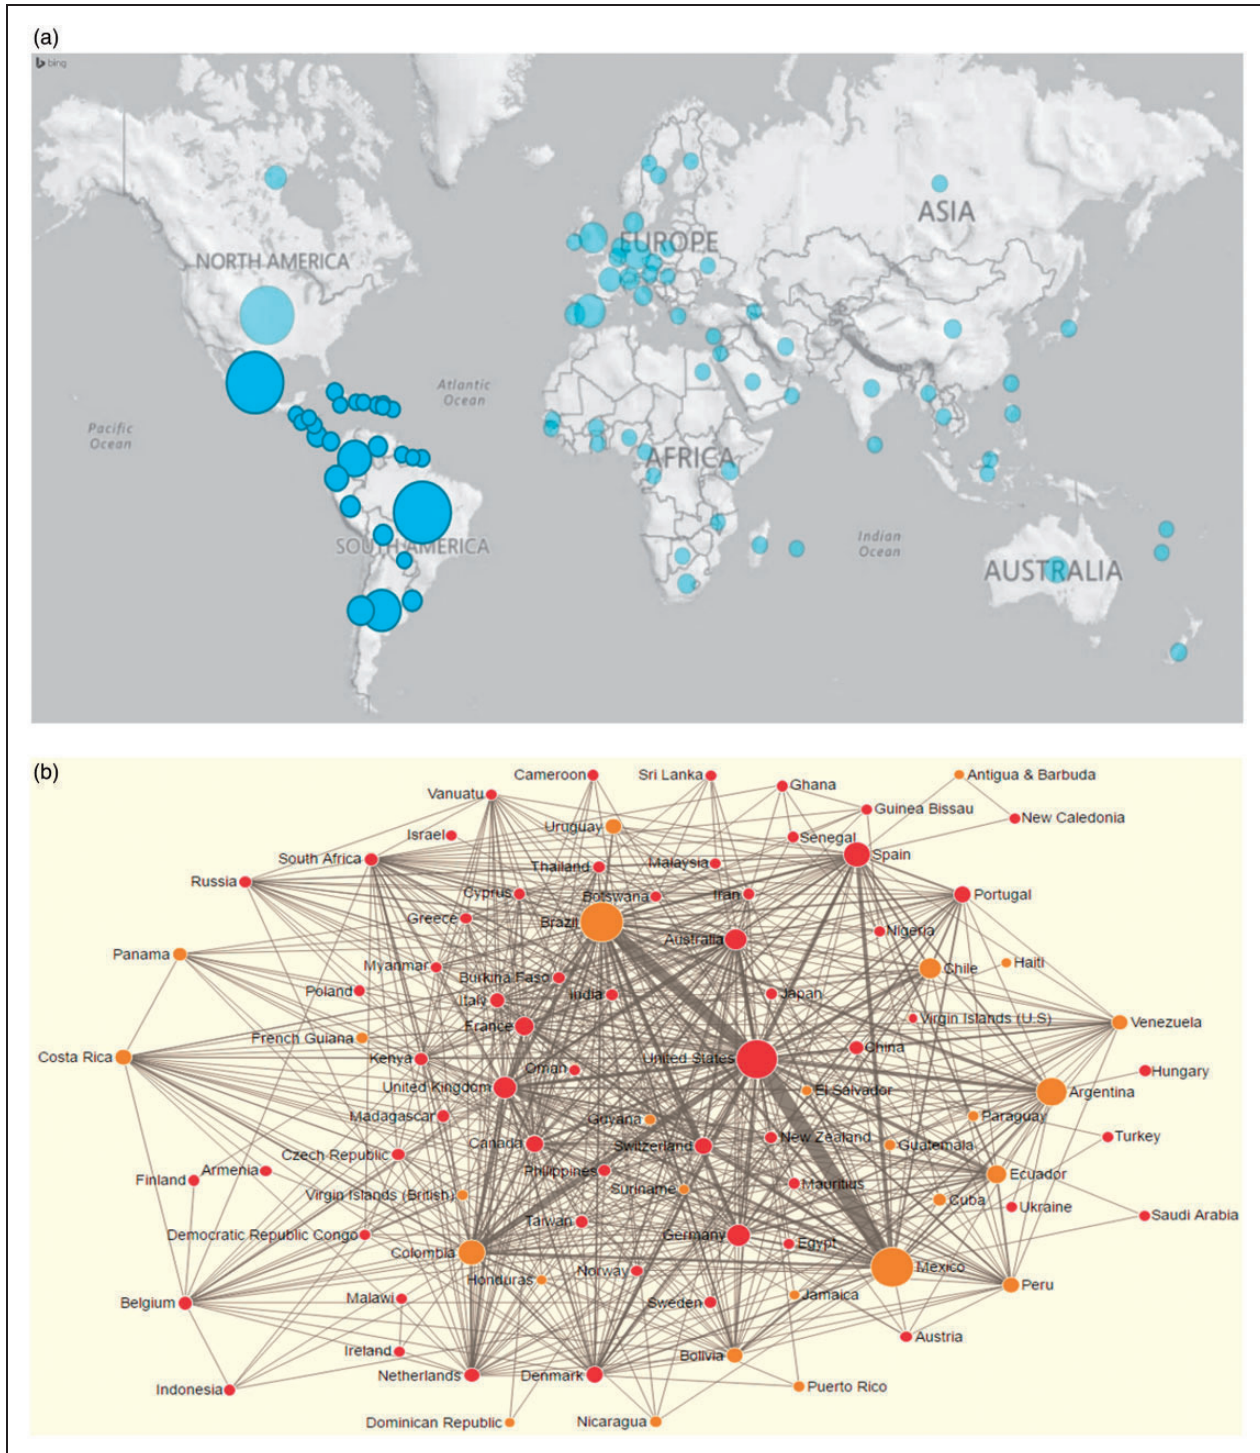 (a)
bing
NORTH AMERICA
EUROPE
ASIA
Atlantic
Ocean
Pacific
Ocean
AFRICA
SOUTH AMERICA
Indian
Ocean
AUSTRALIA
(b)
Cameroon
Sri Lanka
Antigua & Barbuda
Ghana
Vanuatu
Guinea Bissau
New Caledonia
Uruguay
Israel
Senegal
South Africa
Spain
Thailand
Malaysia
Russia
Cyprus
Botswana
Iran
Portugal
Greece
Brazil
Nigeria
Australia
Panama
Myanmar
Burkina Faso
Chile
Haiti
Poland
Italy
India
Japan
Virgin Islands (U.S)
Venezuela
France
French Guiana
Costa Rica
Kenya
Oman
United States
China
Hungary
United Kingdom
El Salvador
Argentina
Madagascar
Guyana
Paraguay
Canada
Switzerland
New Zealand
Guatemala
Turkey
Czech Republic
Armenia
Finland
Philippines
Ecuador
Virgin Islands (British)
Suriname
Mauritius
Cuba
Ukraine
Saudi Arabia
Taiwan
Democratic Republic Congo
Germany
Egypt
Colombia
Honduras
Norway
Mexico
Peru
Belgium
Malawi
Sweden
Jamaica
Austria
Ireland
Bolivia
Netherlands
Denmark
Indonesia
Puerto Rico
Dominican Republic
Nicaragua